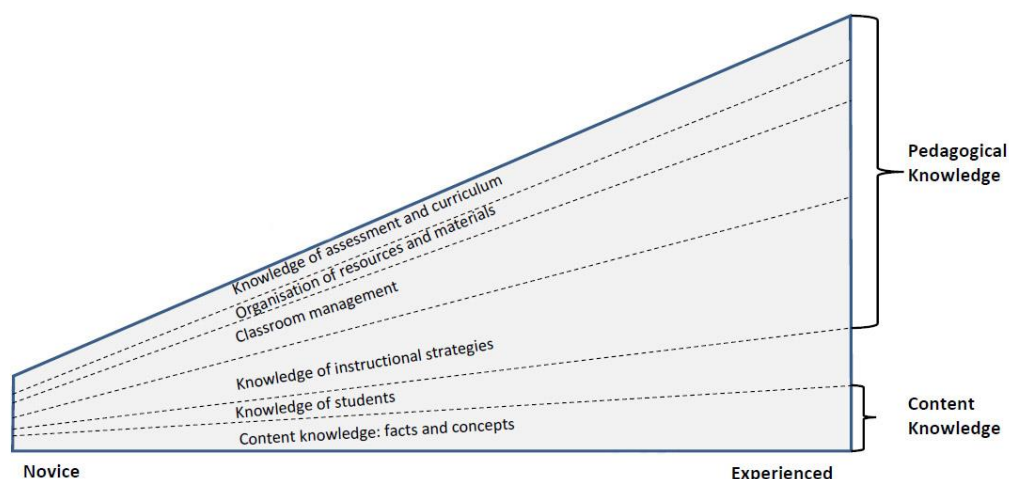 Knowledge of assessment and curriculum
Organisation of resources and materials
Classroom management
Knowledge of instructional strategies
Knowledge of students
Content knowledge: facts and concepts
Pedagogical
Knowledge
Content
Knowledge
Novice
Experienced